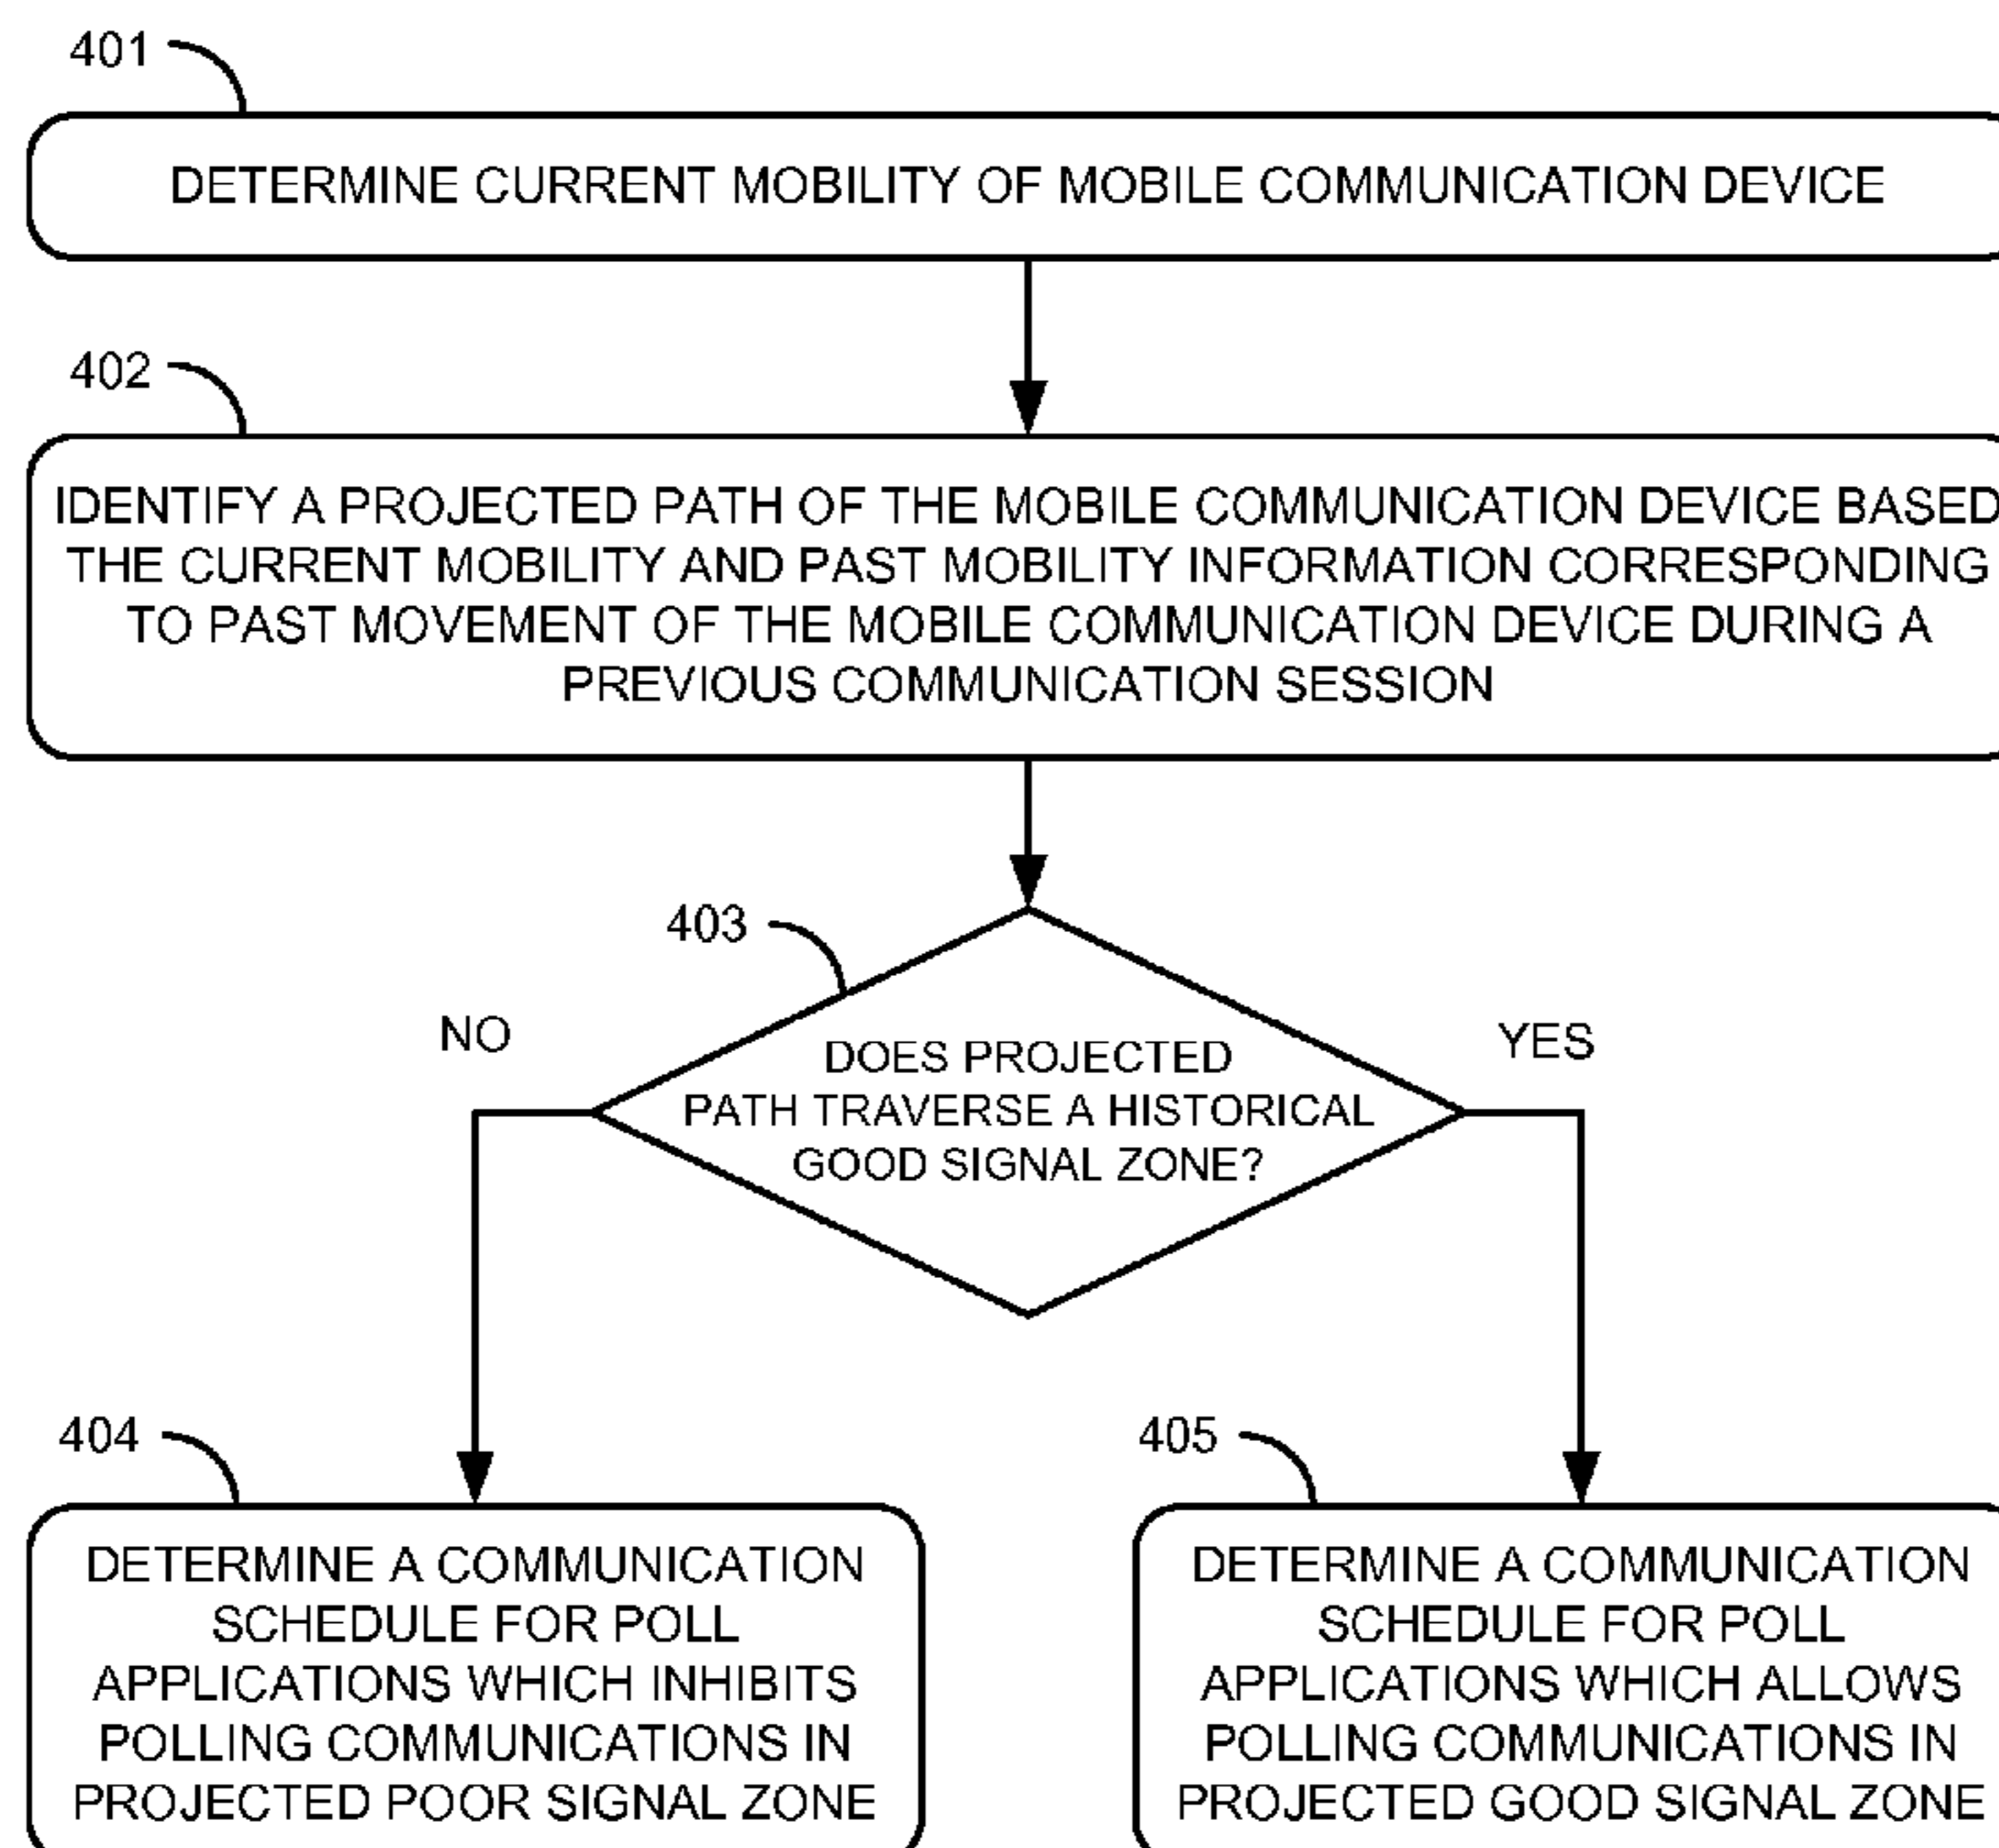 401
DETERMINE CURRENT MOBILITY OF MOBILE COMMUNICATION DEVICE
402
IDENTIFY A PROJECTED PATH OF THE MOBILE COMMUNICATION DEVICE BASED
THE CURRENT MOBILITY AND PAST MOBILITY INFORMATION CORRESPONDING
TO PAST MOVEMENT OF THE MOBILE COMMUNICATION DEVICE DURING A
PREVIOUS COMMUNICATION SESSION
403
NO
YES
DOES PROJECTED
PATH TRAVERSE A HISTORICAL
GOOD SIGNAL ZONE?
404
DETERMINE A COMMUNICATION
SCHEDULE FOR POLL
APPLICATIONS WHICH INHIBITS
POLLING COMMUNICATIONS IN
PROJECTED POOR SIGNAL ZONE
405
DETERMINE A COMMUNICATION
SCHEDULE FOR POLL
APPLICATIONS WHICH ALLOWS
POLLING COMMUNICATIONS IN
PROJECTED GOOD SIGNAL ZONE